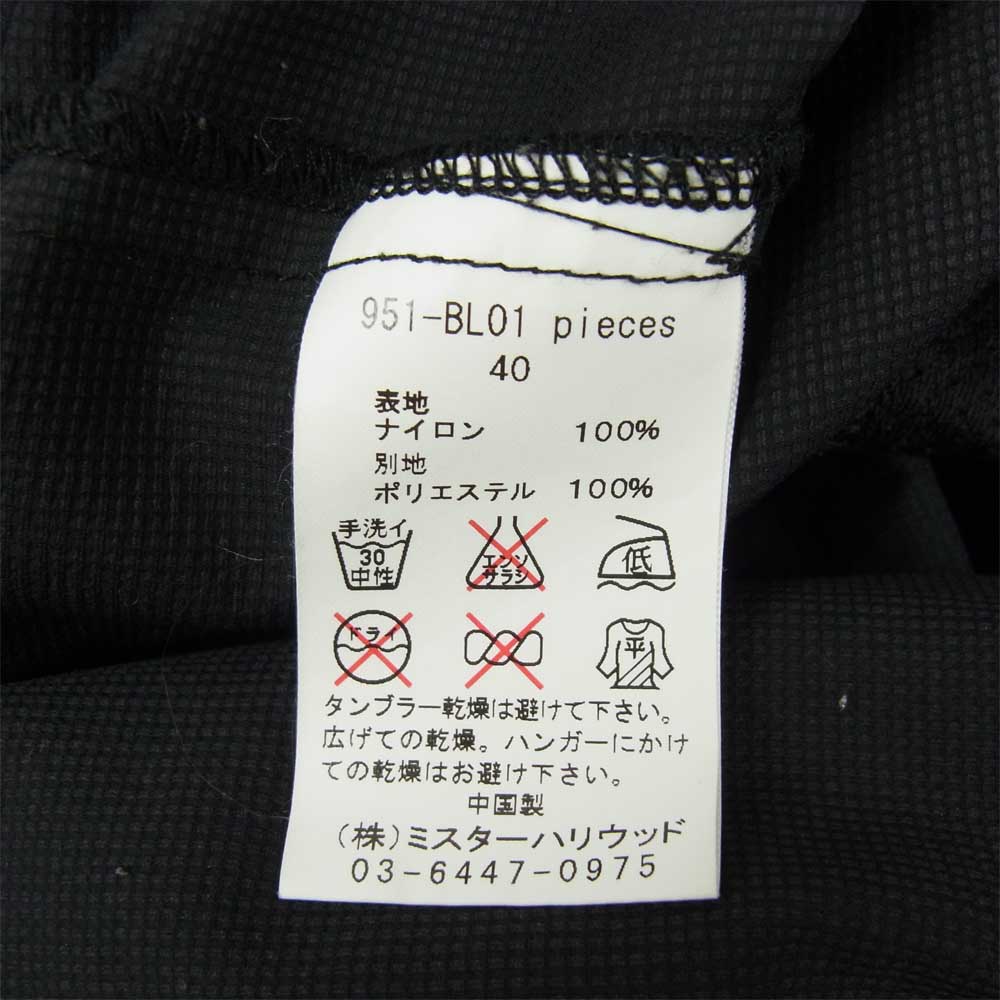 951-BL01 pieces
40
表地
ナイロン 100%
別地
ポリエステル 100%
手洗イ
30
中性
エンソ
サラシ
低
ドライ
平
タンブラー乾燥は避けて下さい。
広げての乾燥。ハンガーにかけ
ての乾燥はお避け下さい。
中国製
(株)ミスターハリウッド
03-6447-0975